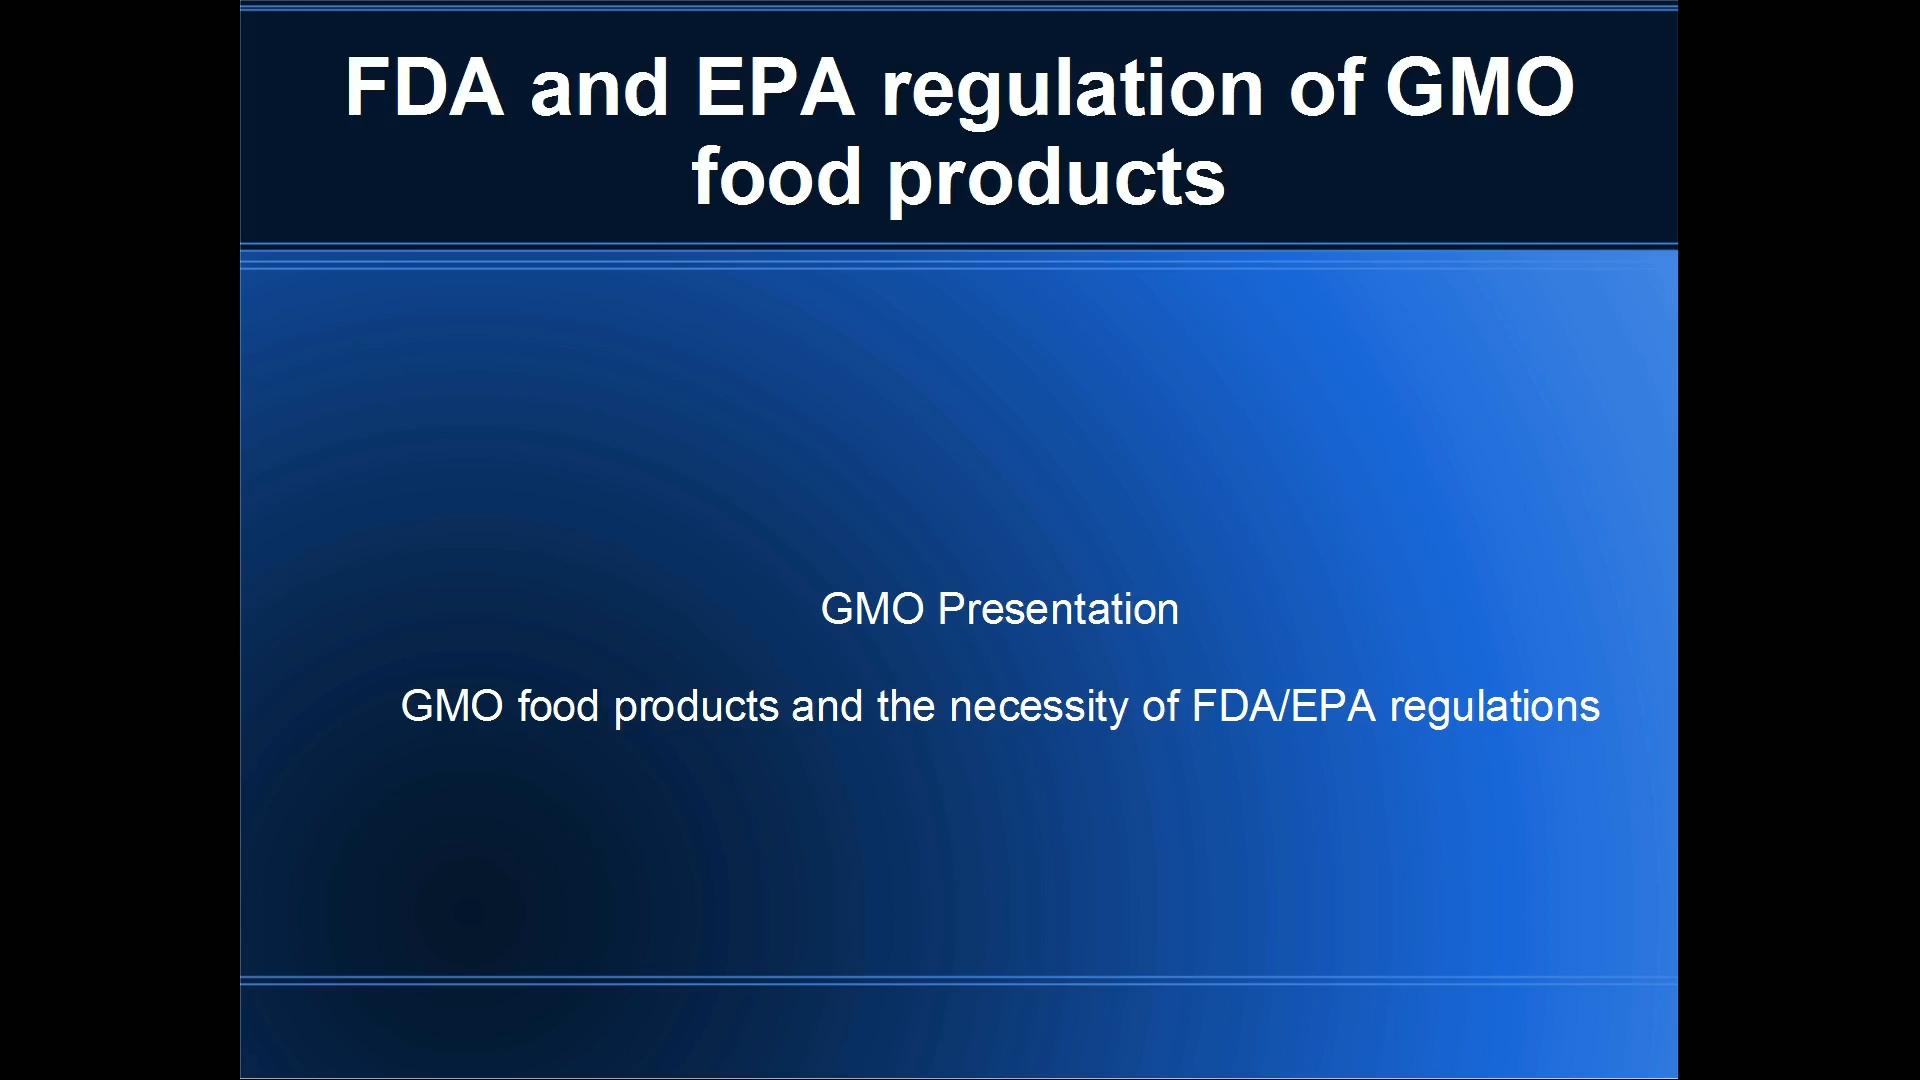 FDA and EPA regulation of GMO
food products
GMO Presentation
GMO food products and the necessity of FDA/EPA regulations